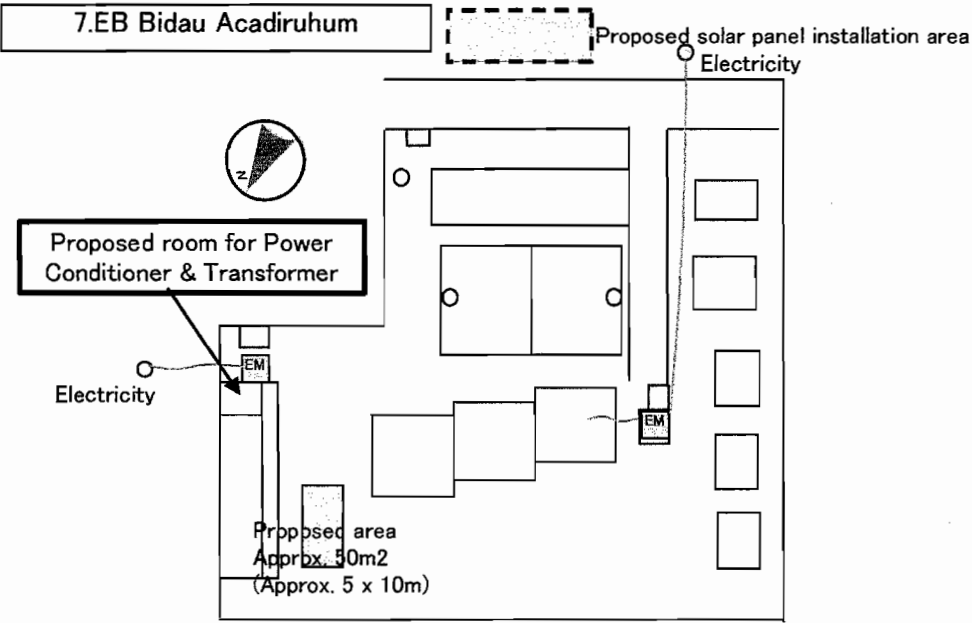 7.EB Bidau Acadiruhum
Proposed solar panel installation area
Electricity
N
Proposed room for Power
Conditioner & Transformer
EM
Electricity
EM
Proposed area
Approx. 50m2
(Approx. 5 x 10m)